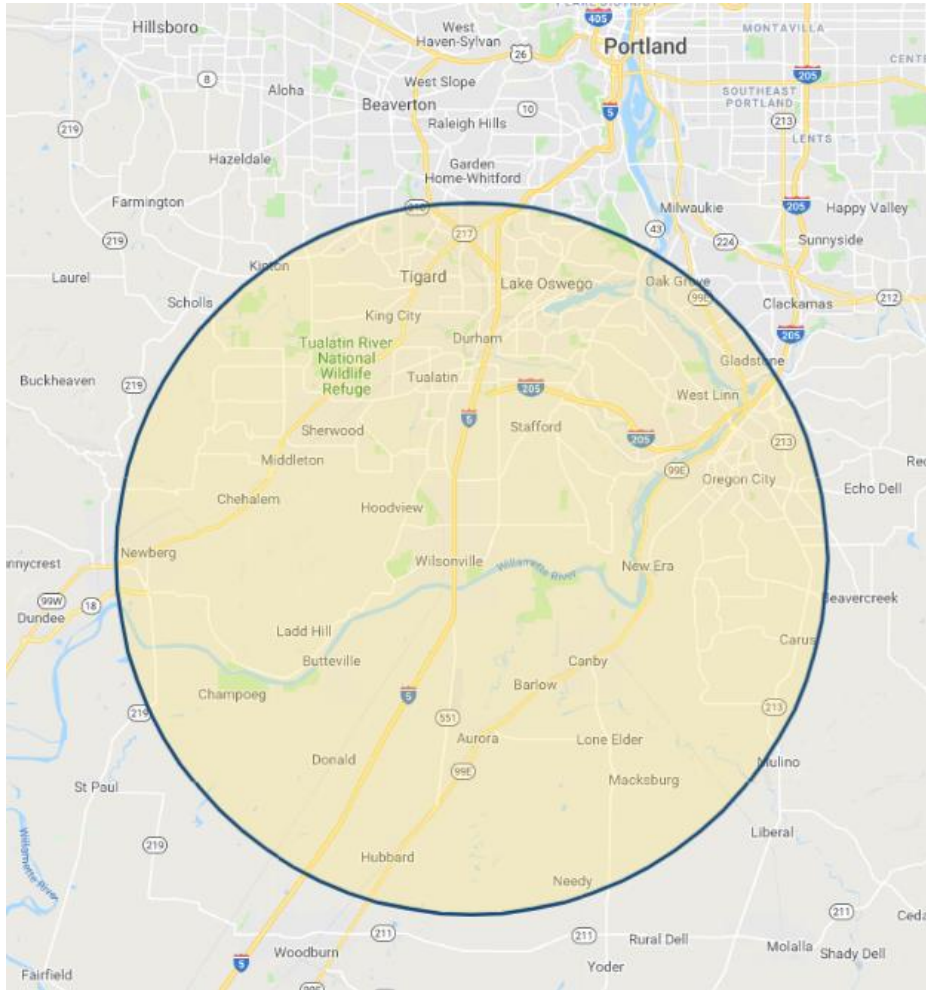 Hillsboro
405
West
Haven-Sylvan
26
Portland
MONTAVILLA
8
Aloha
West Slope
205
Beaverton
10
5
SOUTHEAST
PORTLAND
219
Raleigh Hills
213
LENTS
Hazeldale
Garden
Home-Whitford
Farmington
Milwaukie
205
Happy Valley
219
217
43
224
Sunnyside
Laurel
Kinton
Tigard
Lake Oswego
Oak Grove
Scholls
99E
Clackamas
212
King City
205
Durham
Tualatin River
National
Wildlife
Refuge
Gladstone
Buckheaven
219
Tualatin
205
West Linn
5
Stafford
Sherwood
205
213
Middleton
99E
Oregon City
Chehalem
Echo Dell
Hoodview
Newberg
Wilsonville
Willamette River
New Era
nnycrest
99W
18
Dundee
Beavercreek
Ladd Hill
Carus
Butteville
Canby
Champoeg
5
Barlow
219
551
213
Aurora
Lone Elder
Donald
99E
Mulino
St Paul
Macksburg
Willamette River
219
Liberal
Hubbard
Needy
211
211
211
Rural Dell
Woodburn
Molalla
Shady Dell
5
Yoder
Fairfield